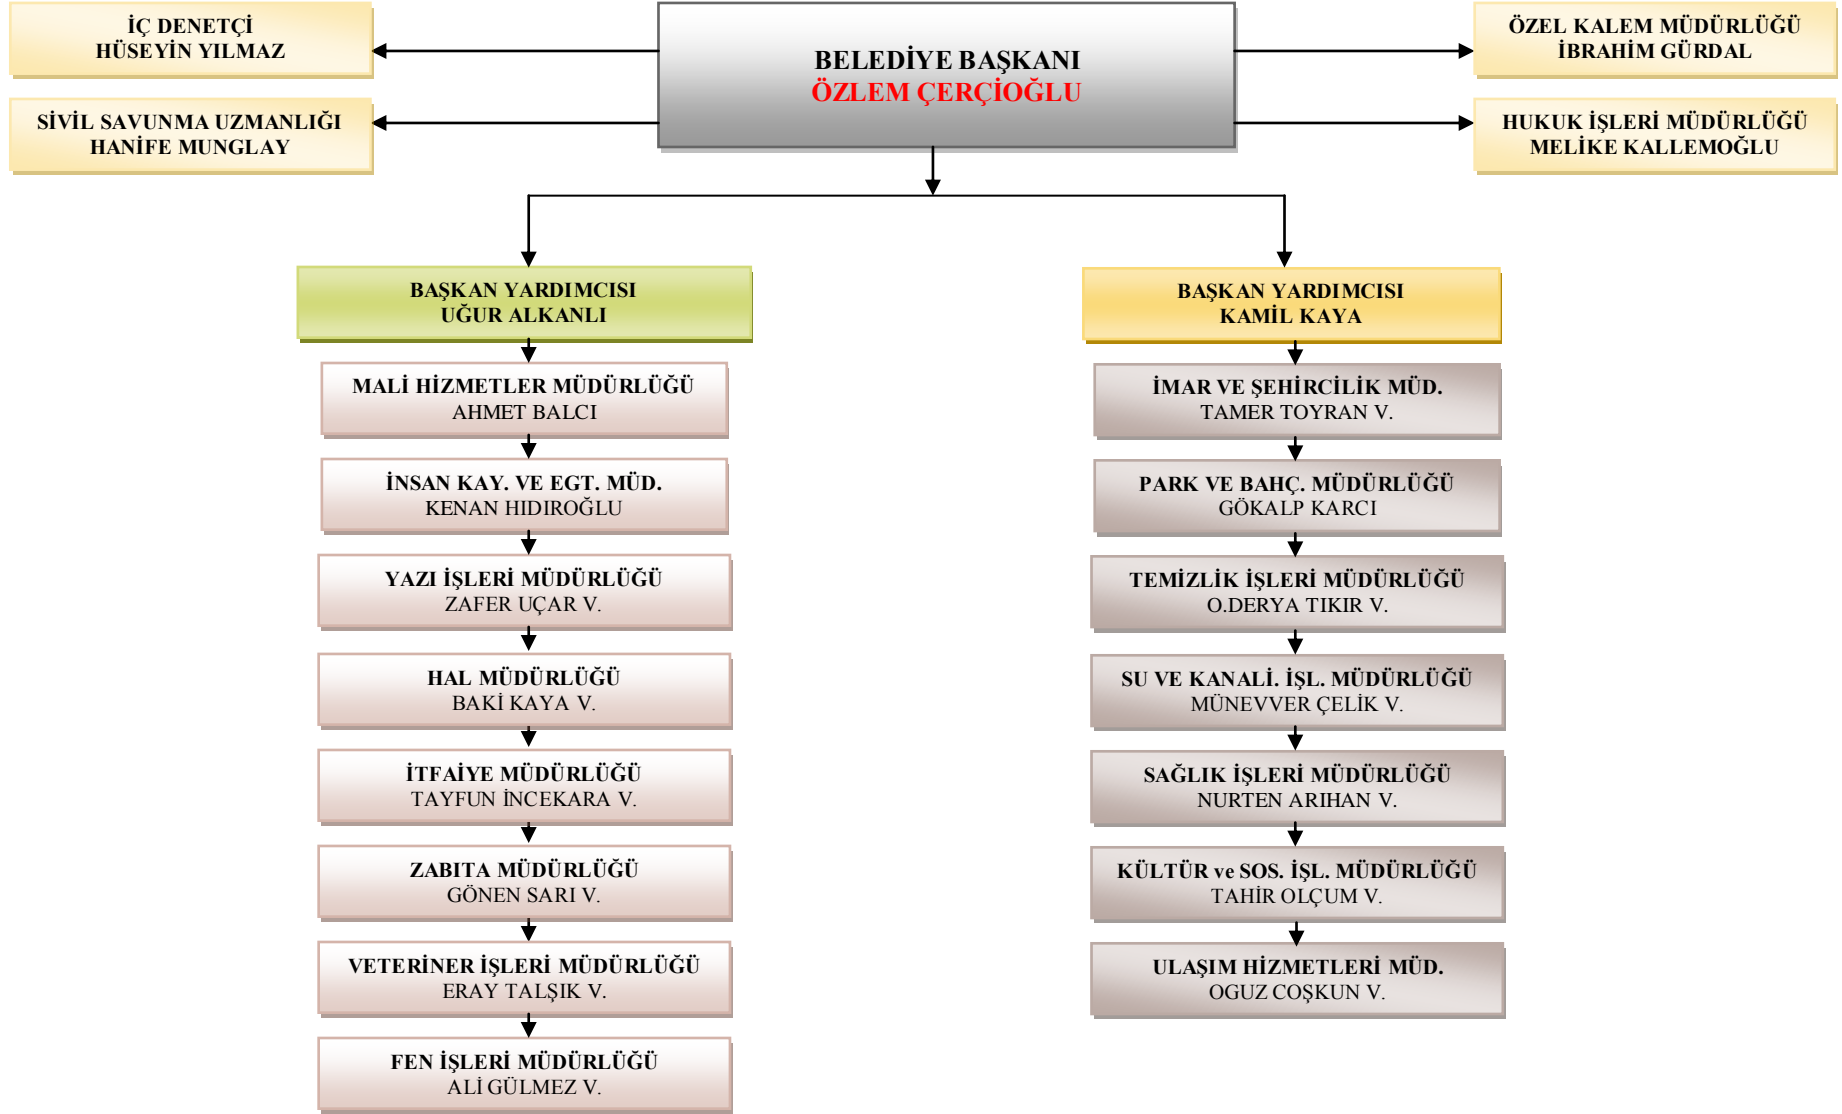 İÇ DENETÇİ
HÜSEYİN YILMAZ
SİVİL SAVUNMA UZMANLIĞI
HANİFE MUNGLAY
BELEDİYE BAŞKANI
ÖZLEM ÇERÇİOĞLU
ÖZEL KALEM MÜDÜRLÜĞÜ
İBRAHİM GÜRDAL
HUKUK İŞLERİ MÜDÜRLÜĞÜ
MELİKE KALLEMOĞLU
BAŞKAN YARDIMCISI
UĞUR ALKANLI
MALİ HİZMETLER MÜDÜRLÜĞÜ
AHMET BALCI
İNSAN KAY. VE EGT. MÜD.
KENAN HIDIROĞLU
YAZI İŞLERİ MÜDÜRLÜĞÜ
ZAFER UÇAR V.
HAL MÜDÜRLÜĞÜ
BAKİ KAYA V.
İTFAİYE MÜDÜRLÜĞÜ
TAYFUN İNCEKARA V.
ZABITA MÜDÜRLÜĞÜ
GÖNEN SARI V.
VETERİNER İŞLERİ MÜDÜRLÜĞÜ
ERAY TALŞIK V.
FEN İŞLERİ MÜDÜRLÜĞÜ
ALİ GÜLMEZ V.
BAŞKAN YARDIMCISI
KAMİL KAYA
İMAR VE ŞEHİRCİLİK MÜD.
TAMER TOYRAN V.
PARK VE BAHÇ. MÜDÜRLÜĞÜ
GÖKALP KARCI
TEMİZLİK İŞLERİ MÜDÜRLÜĞÜ
O.DERYA TIKIR V.
SU VE KANALİ. İŞL. MÜDÜRLÜĞÜ
MÜNEVVER ÇELİK V.
SAĞLIK İŞLERİ MÜDÜRLÜĞÜ
NURTEN ARIHAN V.
KÜLTÜR ve SOS. İŞL. MÜDÜRLÜĞÜ
TAHİR OLÇUM V.
ULAŞIM HİZMETLERİ MÜD.
OGUZ COŞKUN V.